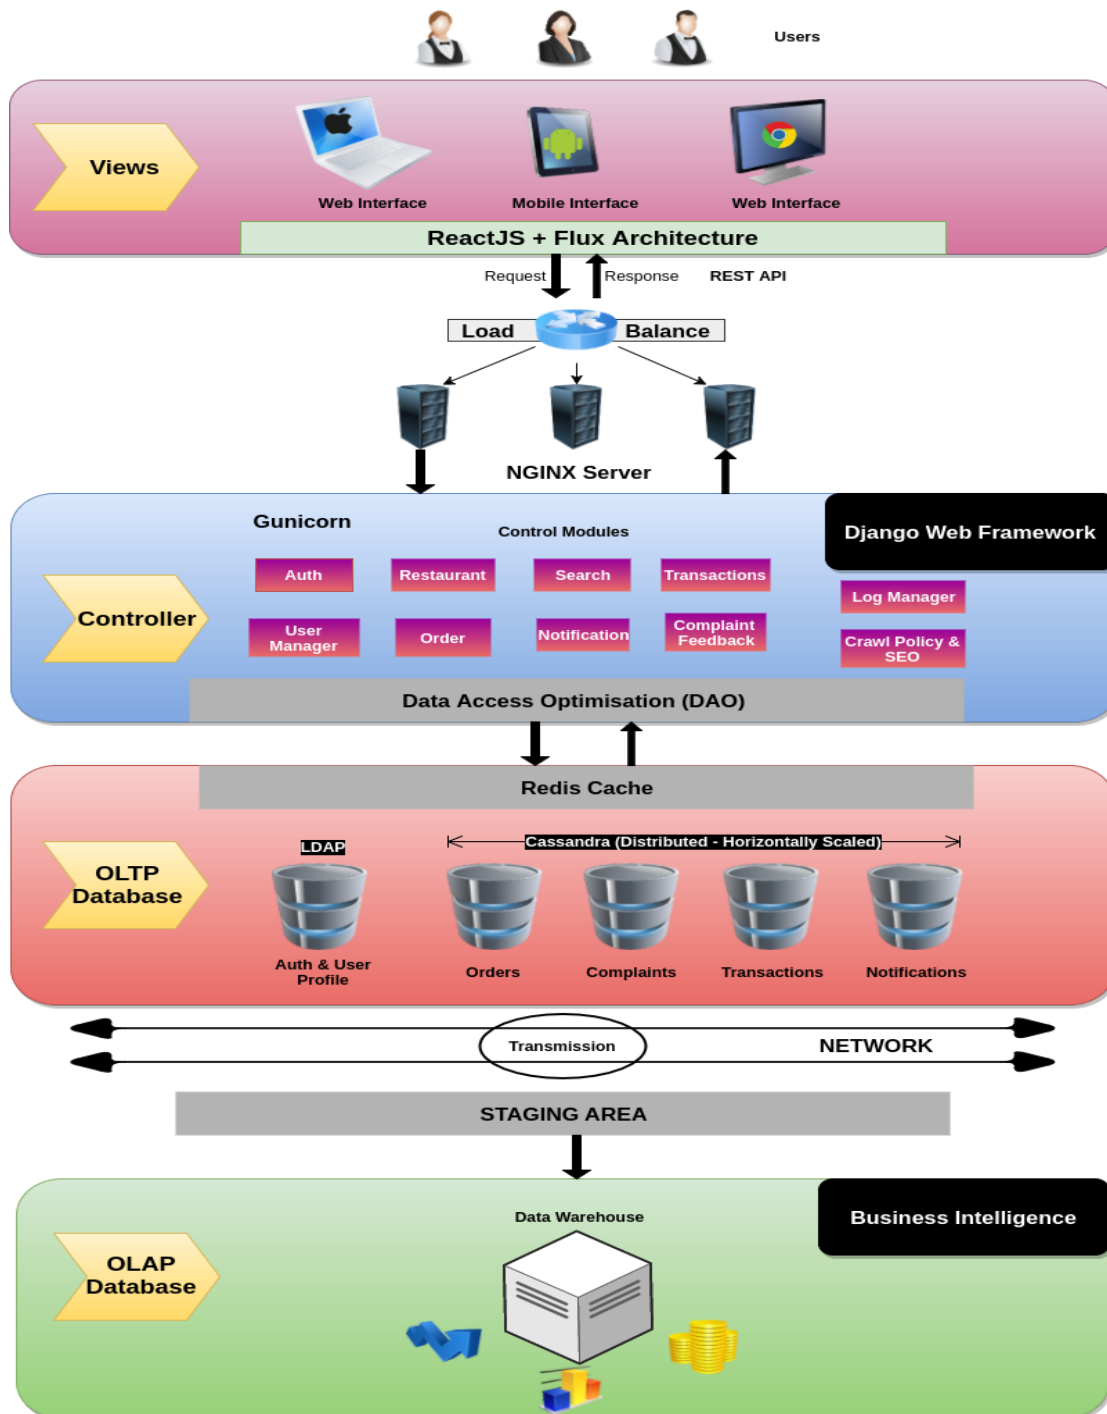 Users
Views
Web Interface
Mobile Interface
Web Interface
ReactJS + Flux Architecture
Request
Response
REST API
Load
Balance
NGINX Server
Gunicorn
Control Modules
Django Web Framework
Auth
Restaurant
Search
Transactions
Log Manager
Controller
User
Manager
Order
Notification
Complaint
Feedback
Crawl Policy &
SEO
Data Access Optimisation (DAO)
Redis Cache
LDAP
Cassandra (Distributed - Horizontally Scaled)
OLTP
Database
Auth & User
Profile
Orders
Complaints
Transactions
Notifications
Transmission
NETWORK
STAGING AREA
Data Warehouse
Business Intelligence
OLAP
Database